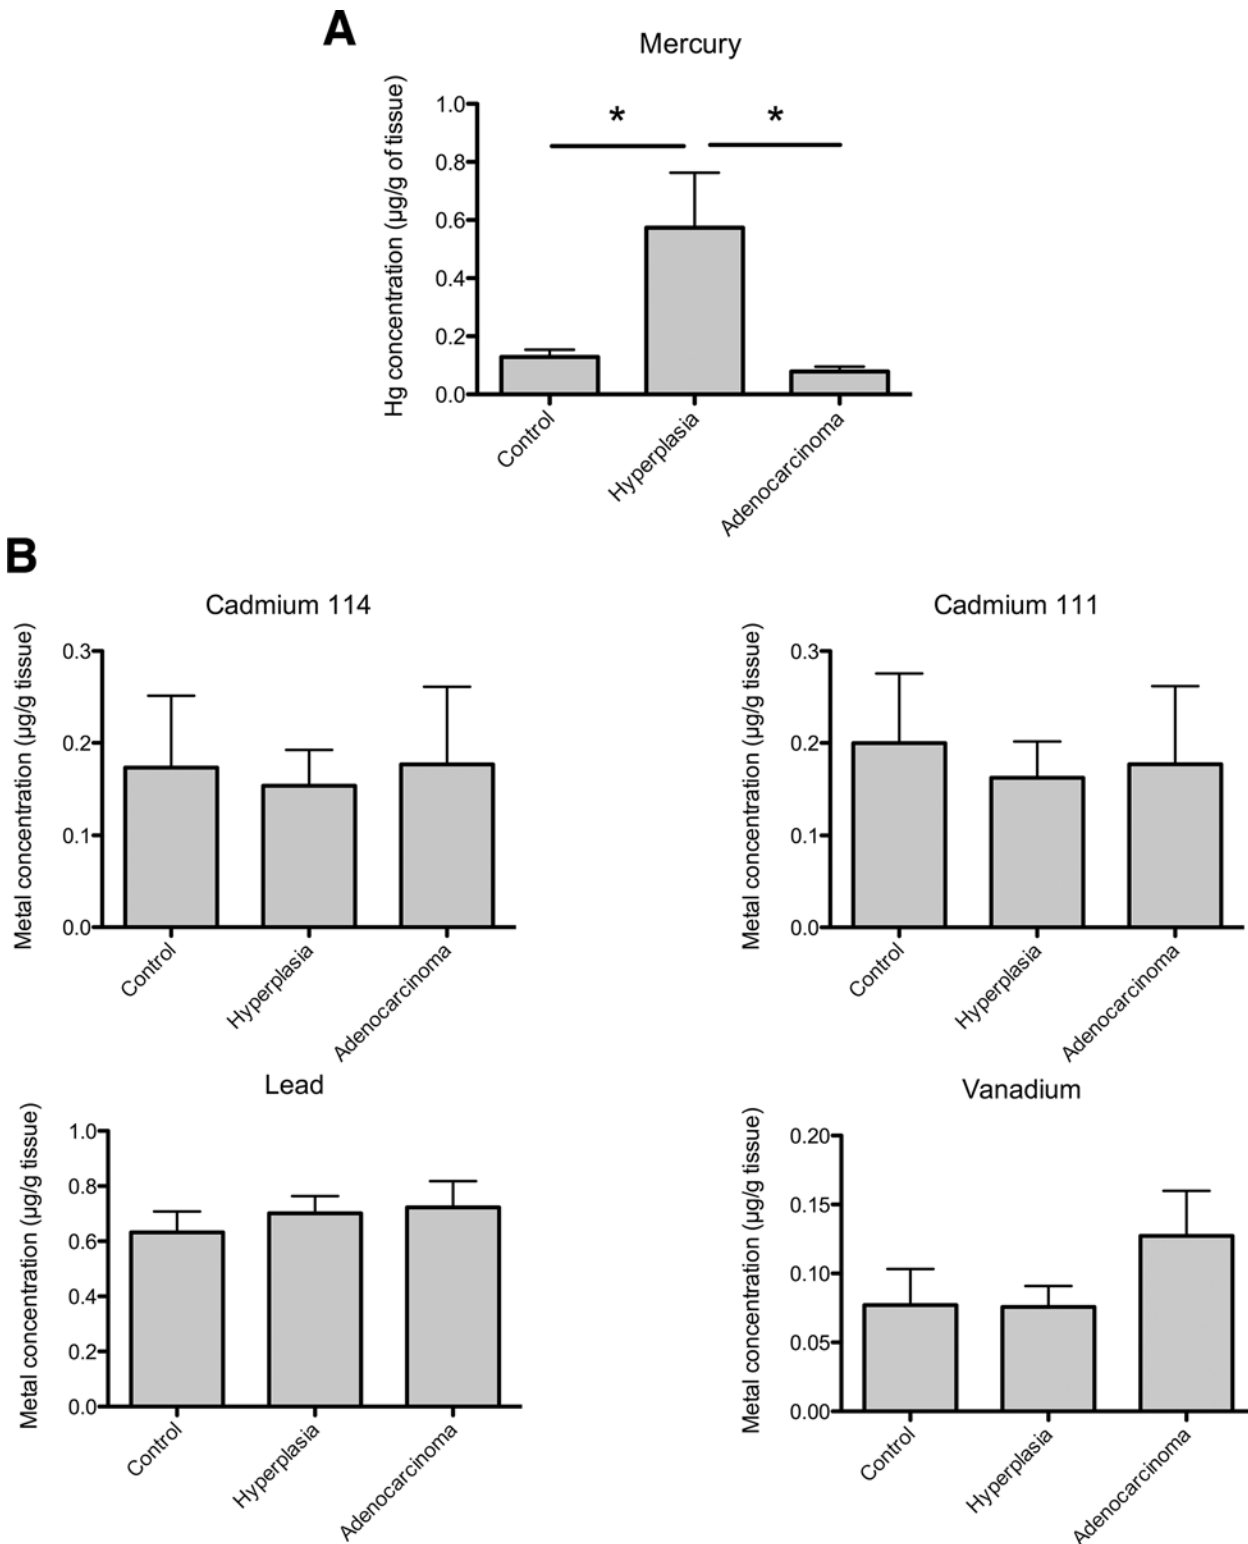 A
Mercury
Hg concentration (µg/g of tissue)
1.0
0.8
0.6
0.4
0.2
0.0
*
*
Control
Hyperplasia
Adenocarcinoma
B
Cadmium 114
Metal concentration (µg/g tissue)
0.3
0.2
0.1
0.0
Control
Hyperplasia
Adenocarcinoma
Cadmium 111
Metal concentration (µg/g tissue)
0.3
0.2
0.1
0.0
Control
Hyperplasia
Adenocarcinoma
Lead
Metal concentration (µg/g tissue)
1.0
0.8
0.6
0.4
0.2
0.0
Control
Hyperplasia
Adenocarcinoma
Vanadium
Metal concentration (µg/g tissue)
0.20
0.15
0.10
0.05
0.00
Control
Hyperplasia
Adenocarcinoma